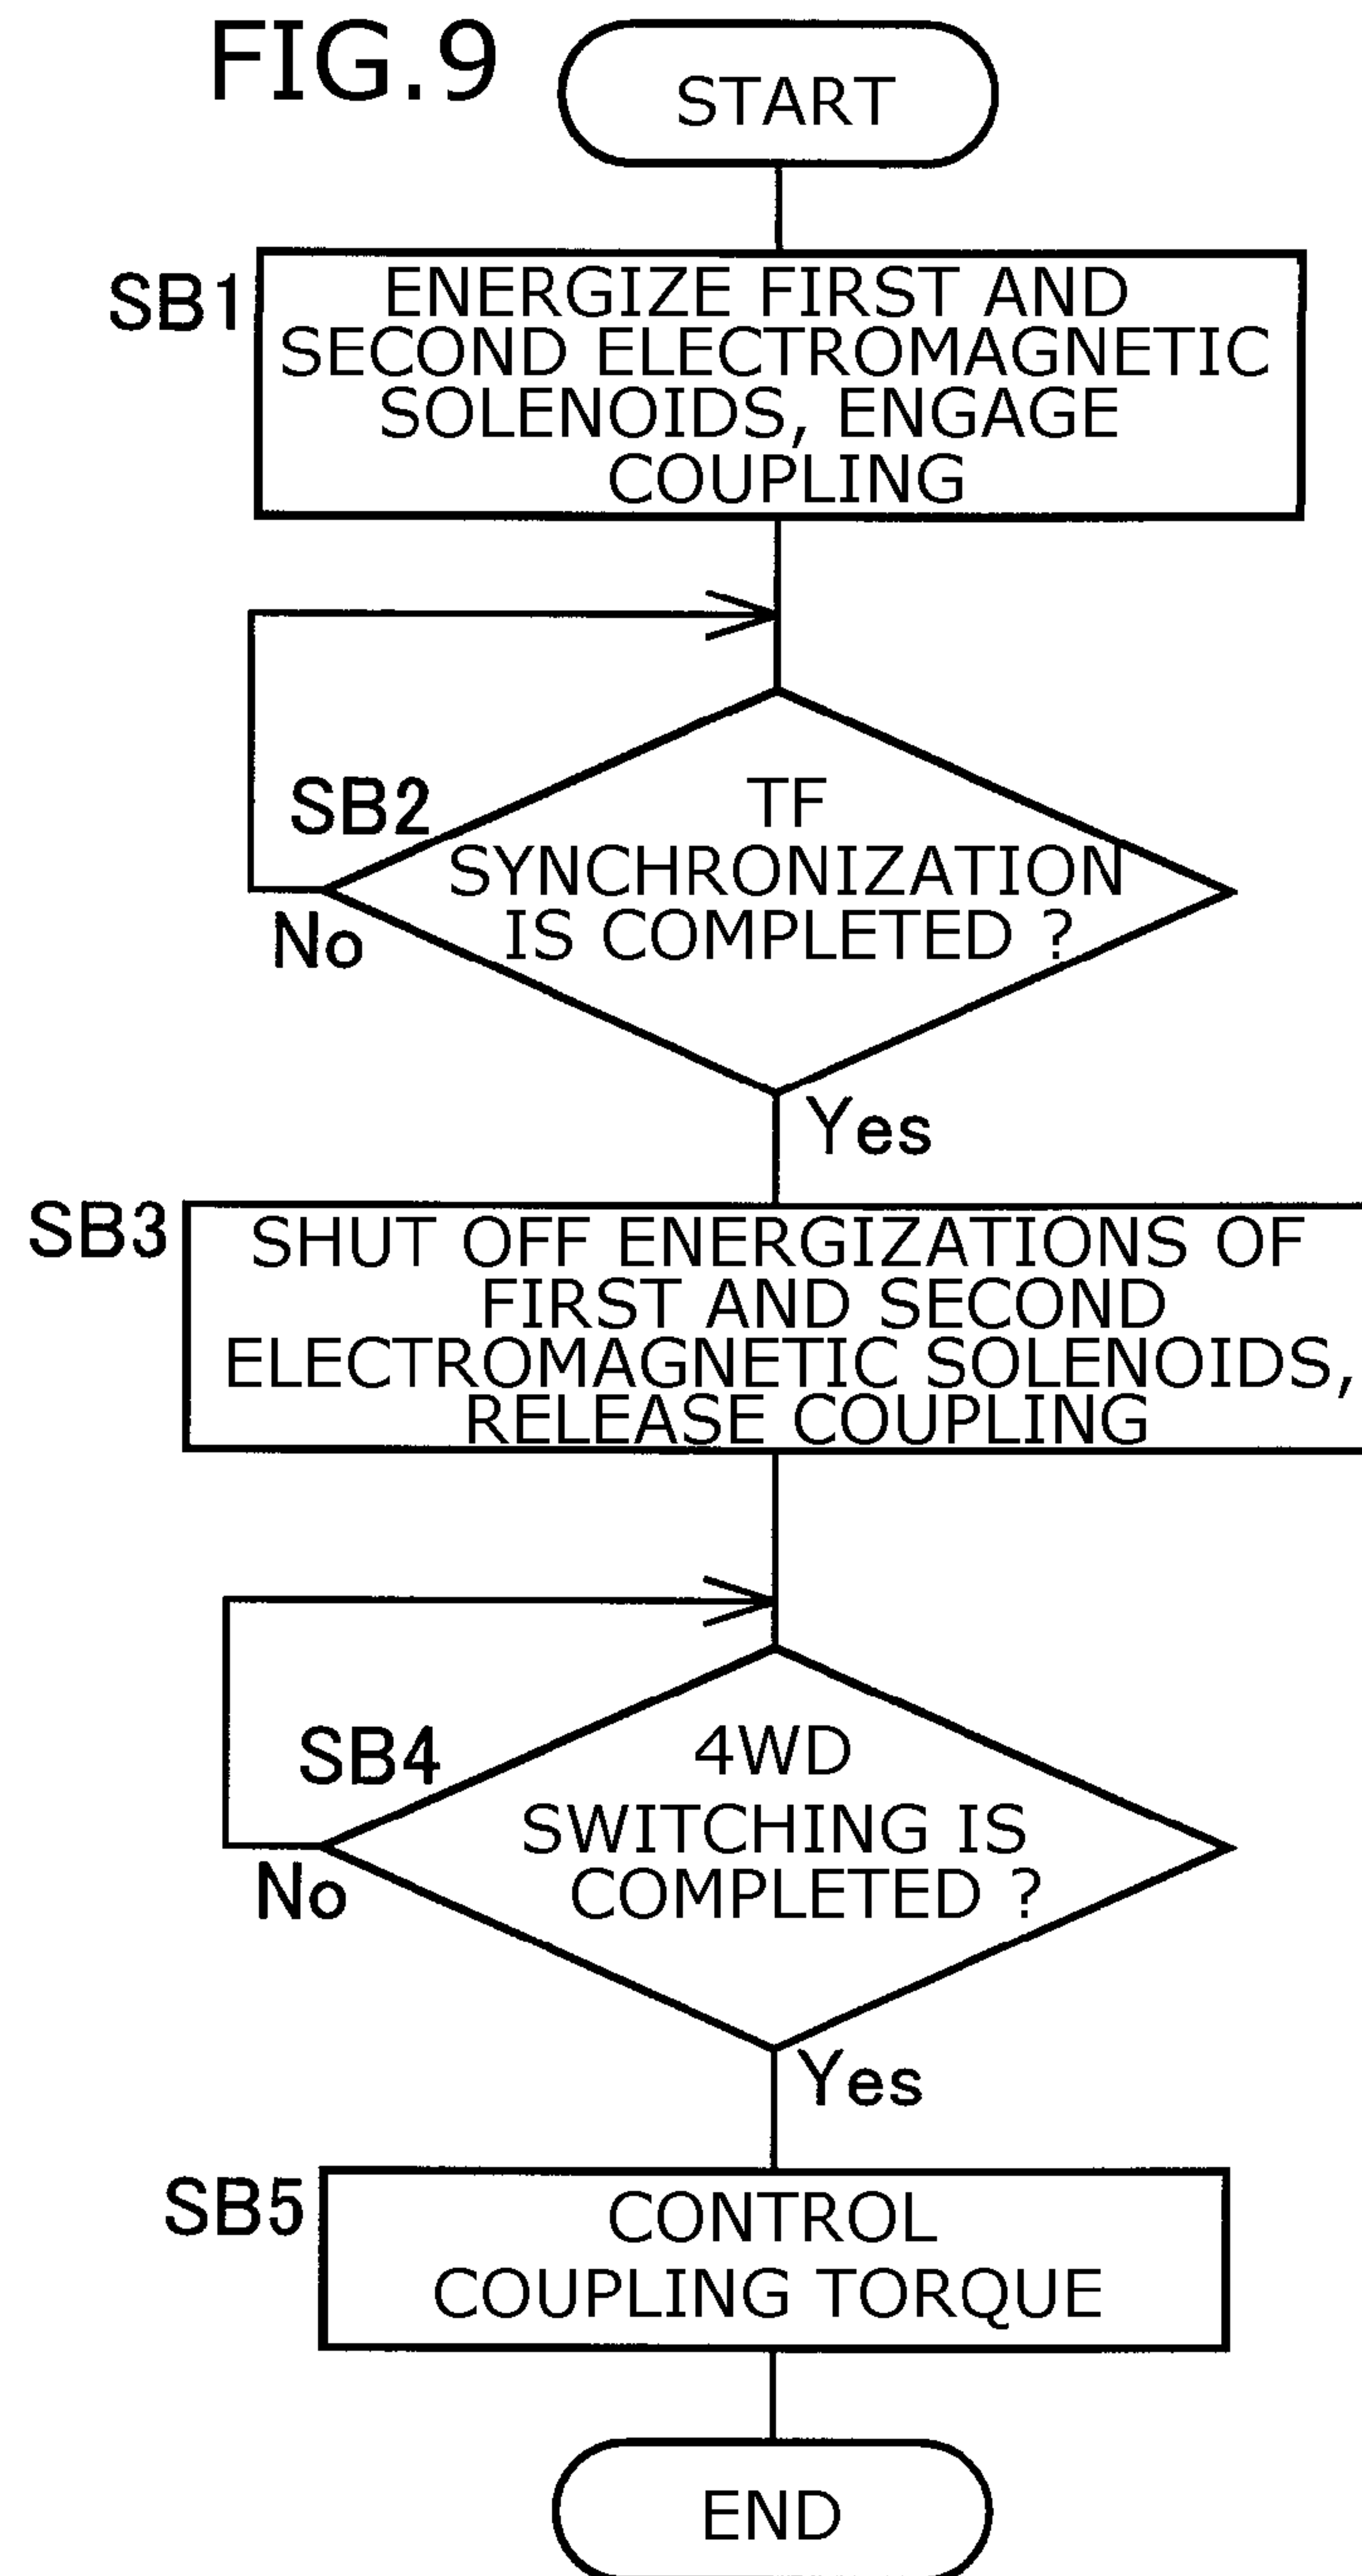 FIG.9
START
SB1
ENERGIZE FIRST AND
SECOND ELECTROMAGNETIC
SOLENOIDS, ENGAGE
COUPLING
SB2
TF
SYNCHRONIZATION
IS COMPLETED ?
No
Yes
SB3
SHUT OFF ENERGIZATIONS OF
FIRST AND SECOND
ELECTROMAGNETIC SOLENOIDS,
RELEASE COUPLING
SB4
4WD
SWITCHING IS
COMPLETED ?
No
Yes
SB5
CONTROL
COUPLING TORQUE
END